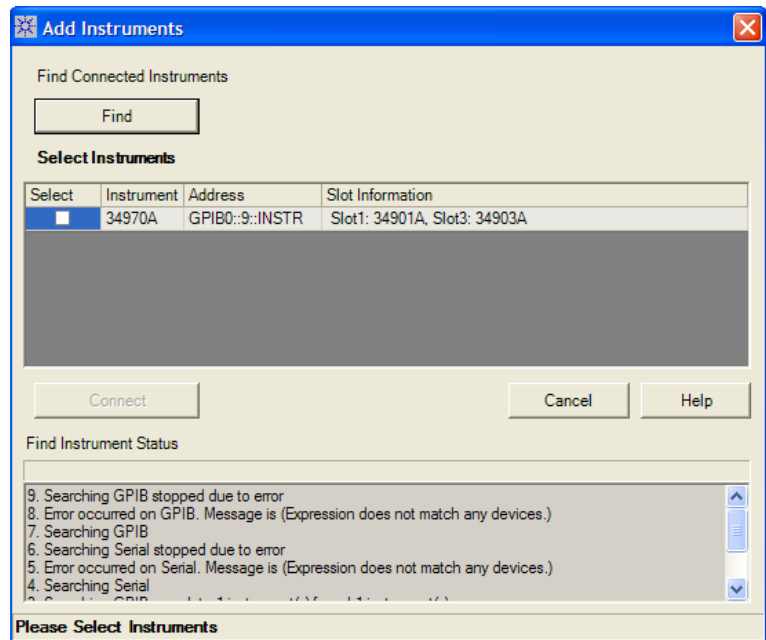 Add Instruments
Find Connected Instruments
Find
Select Instruments
Select Instrument Address Slot Information
34970A GPIB0::9::INSTR Slot1: 34901A, Slot3: 34903A
Connect Cancel Help
Find Instrument Status
9. Searching GPIB stopped due to error
8. Error occurred on GPIB. Message is (Expression does not match any devices.)
7. Searching GPIB
6. Searching Serial stopped due to error
5. Error occurred on Serial. Message is (Expression does not match any devices.)
4. Searching Serial
Please Select Instruments